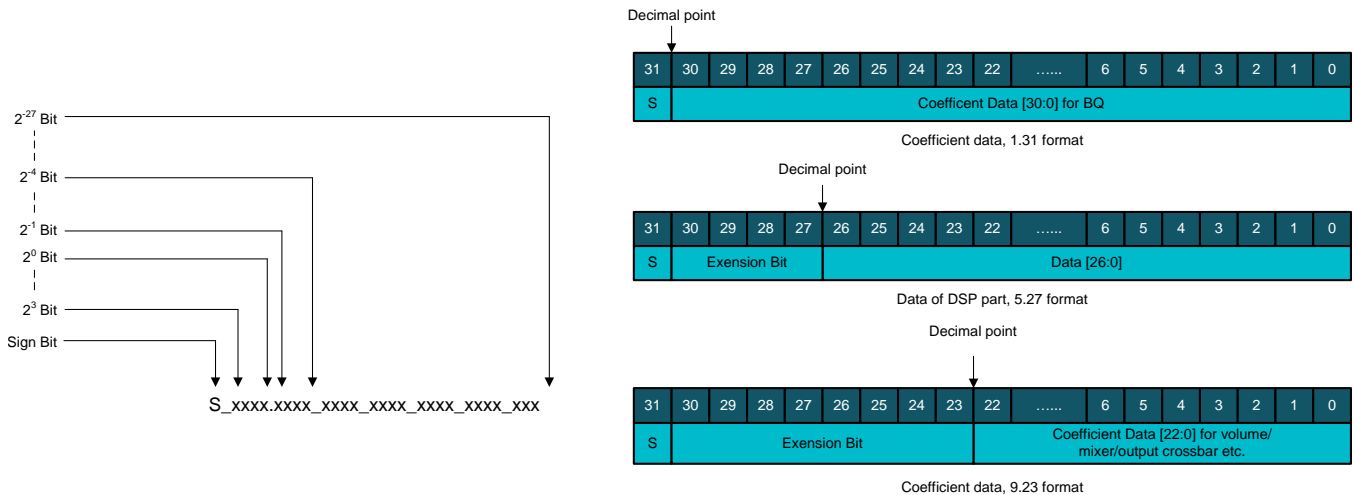 2-27 Bit
2-4 Bit
2-1 Bit
20 Bit
23 Bit
Sign Bit
S_xxxx.xxxx_xxxx_xxxx_xxxx_xxxx_xxx
Decimal point
31 30 29 28 27 26 25 24 23 22 …... 6 5 4 3 2 1 0
S Coefficent Data [30:0] for BQ
Coefficient data, 1.31 format
Decimal point
31 30 29 28 27 26 25 24 23 22 …... 6 5 4 3 2 1 0
S Exension Bit Data [26:0]
Data of DSP part, 5.27 format
Decimal point
31 30 29 28 27 26 25 24 23 22 …... 6 5 4 3 2 1 0
S Exension Bit Coefficient Data [22:0] for volume/
mixer/output crossbar etc.
Coefficient data, 9.23 format